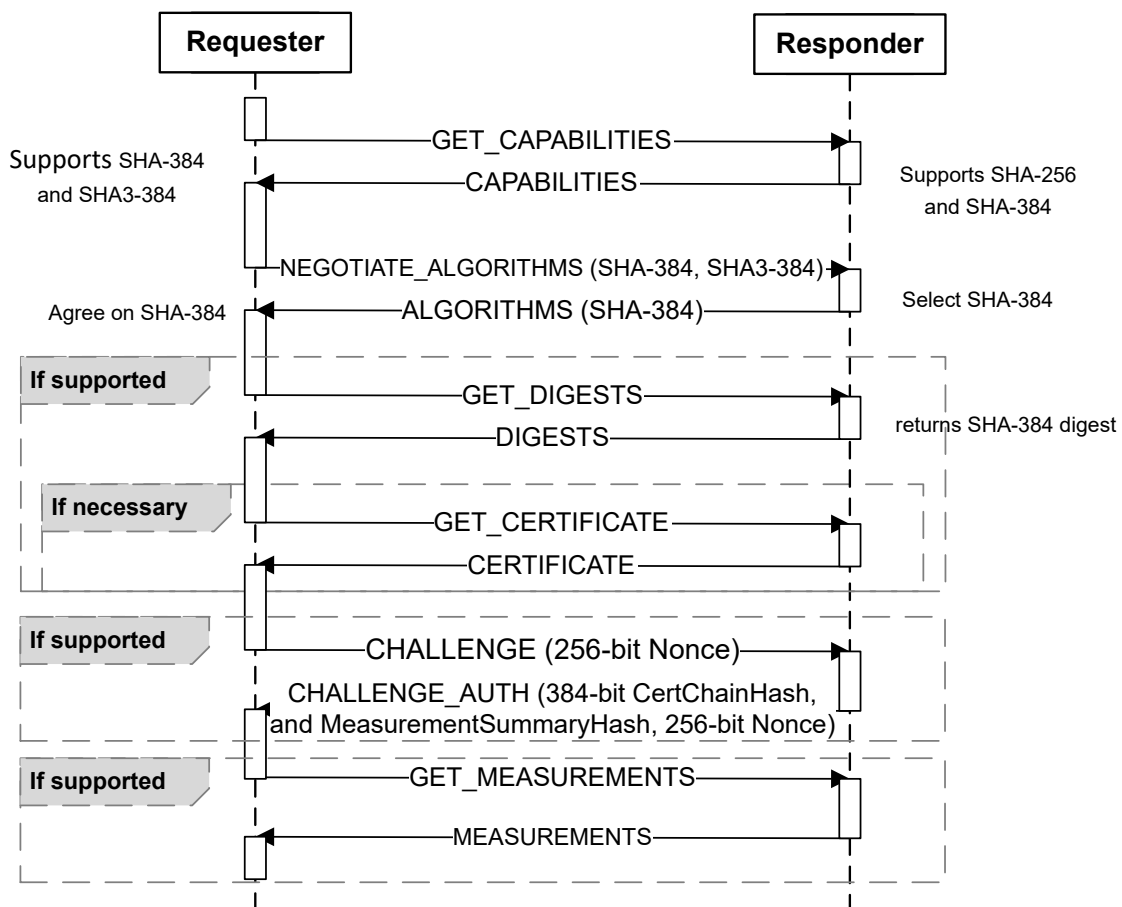 Requester
Responder
GET_CAPABILITIES
Supports SHA-384
and SHA3-384
CAPABILITIES
Supports SHA-256
and SHA-384
NEGOTIATE_ALGORITHMS (SHA-384, SHA3-384)
Agree on SHA-384
ALGORITHMS (SHA-384)
Select SHA-384
If supported
GET_DIGESTS
returns SHA-384 digest
DIGESTS
If necessary
GET_CERTIFICATE
CERTIFICATE
If supported
CHALLENGE (256-bit Nonce)
CHALLENGE_AUTH (384-bit CertChainHash,
and MeasurementSummaryHash, 256-bit Nonce)
If supported
GET_MEASUREMENTS
MEASUREMENTS